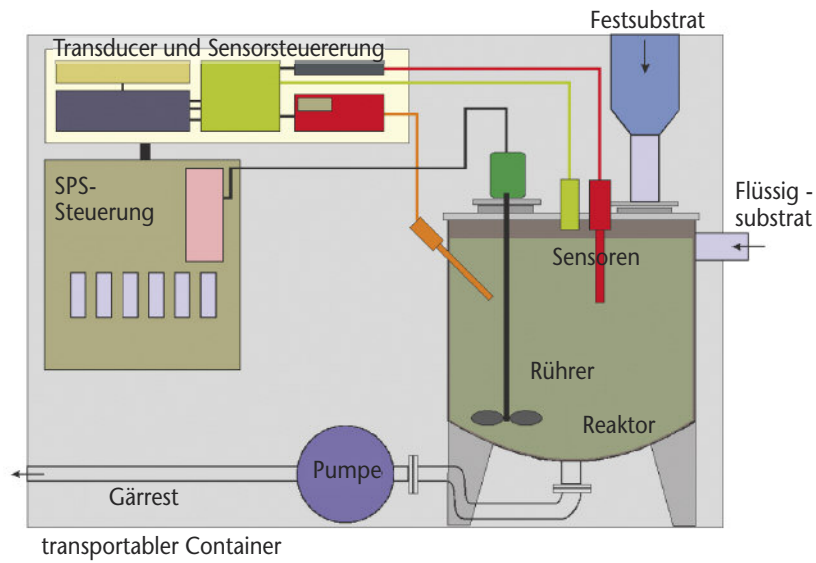 Festsubstrat
Transducer und Sensorsteuererung
SPS-
Steuerung
Flüssig -
substrat
Sensoren
Rührer
Reaktor
Pumpe
Gärrest
transportabler Container